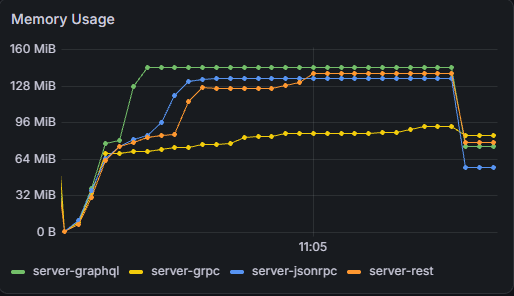 Memory Usage
160 MiB
128 MiB
96 MiB
64 MiB
32 MiB
0 B
11:05
server-graphql server-grpc server-jsonrpc server-rest